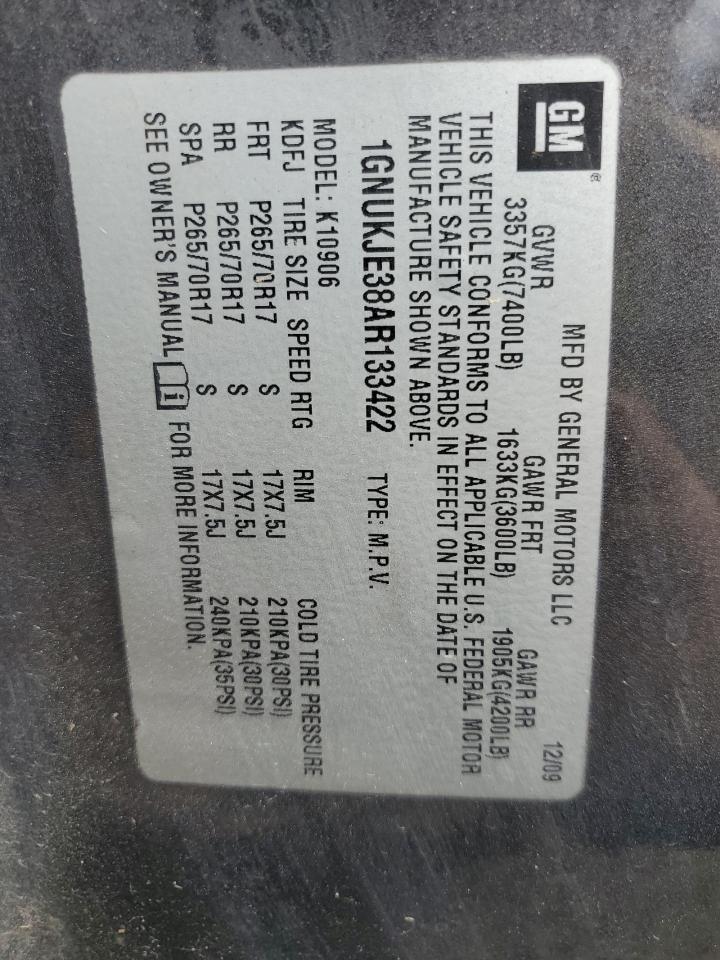 GM®
MFD BY GENERAL MOTORS LLC 12/09
GVWR GAWR FRT GAWR RR
3357KG(7400LB) 1633KG(3600LB) 1905KG(4200LB)
THIS VEHICLE CONFORMS TO ALL APPLICABLE U.S. FEDERAL MOTOR
VEHICLE SAFETY STANDARDS IN EFFECT ON THE DATE OF
MANUFACTURE SHOWN ABOVE.
1GNUKJE38AR133422 TYPE: M.P.V.
MODEL: K10906
KDFJ TIRE SIZE SPEED RTG RIM COLD TIRE PRESSURE
FRT P265/70R17 S 17X7.5J 210KPA(30PSI)
RR P265/70R17 S 17X7.5J 210KPA(30PSI)
SPA P265/70R17 S 17X7.5J 240KPA(35PSI)
SEE OWNER'S MANUAL i FOR MORE INFORMATION.